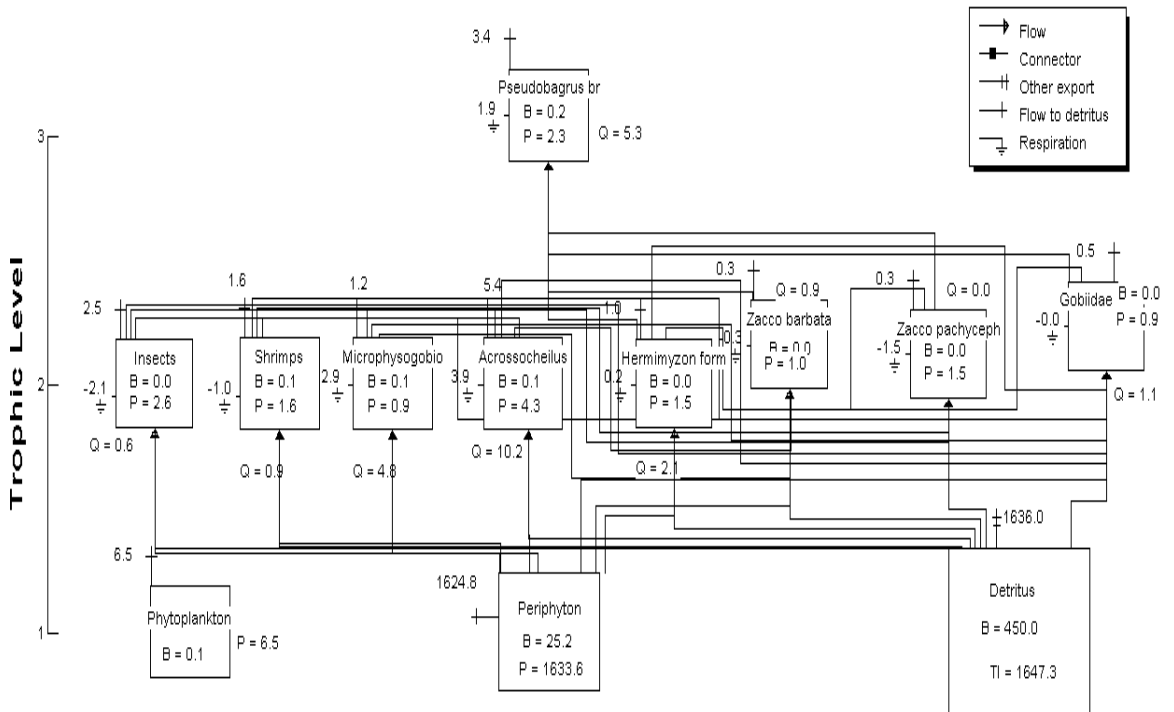 3.4
Pseudobagrus br
B = 0.2
P = 2.3
1.9
Q = 5.3
Flow
Connector
Other export
Flow to detritus
Respiration
3
Trophic Level
2.5
Insects
B = 0.0
P = 2.6
-2.1
Q = 0.6
1.6
Shrimps
B = 0.1
P = 1.6
-1.0
Q = 0.9
1.2
Microphysogobio
B = 0.1
P = 0.9
2.9
Q = 4.8
5.4
Acrossocheilus
B = 0.1
P = 4.3
3.9
Q = 10.2
1.0
Hermimyzon form
B = 0.0
P = 1.5
0.2
Q = 2.1
0.3
Q = 0.9
Zacco barbata
B = 0.0
P = 1.0
0.3
0.3
Q = 0.0
Zacco pachyceph
B = 0.0
P = 1.5
-1.5
0.5
Gobiidae
B = 0.0
P = 0.9
-0.0
Q = 1.1
2
6.5
Phytoplankton
B = 0.1
P = 6.5
1624.8
Periphyton
B = 25.2
P = 1633.6
1636.0
Detritus
B = 450.0
TI = 1647.3
1